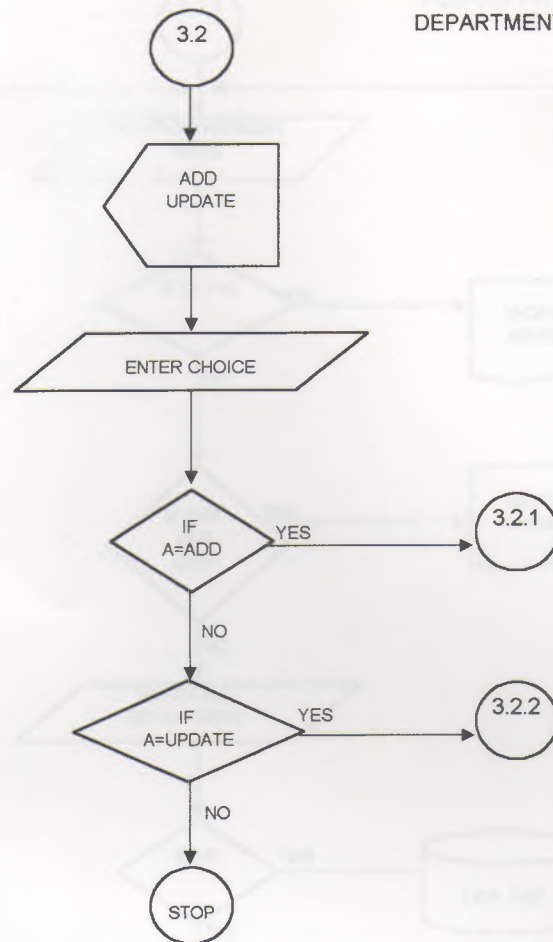 3.2
DEPARTMENT
ADD
UPDATE
ENTER CHOICE
IF
A=ADD
YES
3.2.1
NO
IF
A=UPDATE
YES
3.2.2
NO
STOP